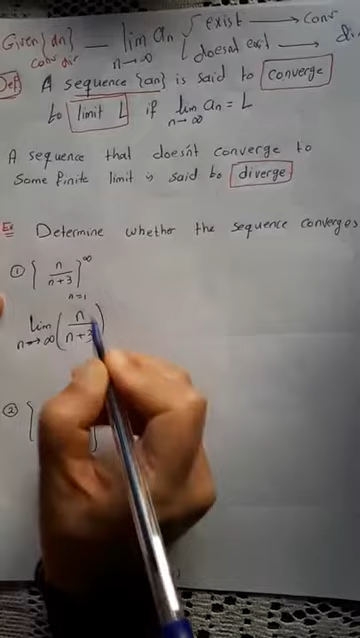 Given {an} — lim an { exist → conv
n→∞ { doesn't exist → div
conv div
Def A sequence {an} is said to converge
to limit L if lim an = L
n→∞
A sequence that doesn't converge to
some finite limit is said to diverge
Ex Determine whether the sequence converges
① { n/(n+3) }∞ n=1
lim ( n/(n+3) )
n→∞
② {